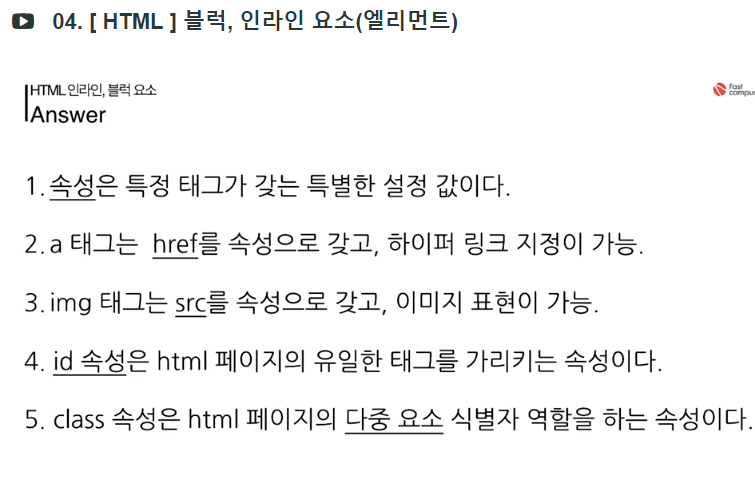 04. [ HTML ] 블럭, 인라인 요소(엘리먼트)
HTML 인라인, 블럭 요소
Answer
Fast campus
1. 속성은 특정 태그가 갖는 특별한 설정 값이다.
2. a 태그는 href를 속성으로 갖고, 하이퍼 링크 지정이 가능.
3. img 태그는 src를 속성으로 갖고, 이미지 표현이 가능.
4. id 속성은 html 페이지의 유일한 태그를 가리키는 속성이다.
5. class 속성은 html 페이지의 다중 요소 식별자 역할을 하는 속성이다.